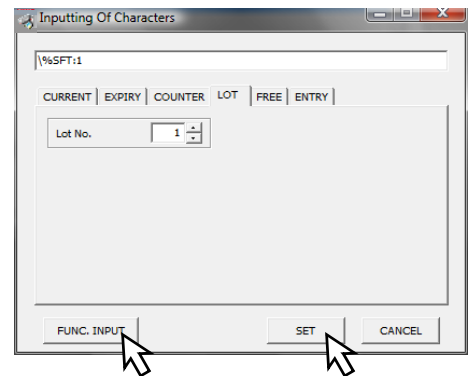 Inputting Of Characters
\%SFT:1
CURRENT EXPIRY COUNTER LOT FREE ENTRY
Lot No. 1
FUNC. INPUT SET CANCEL